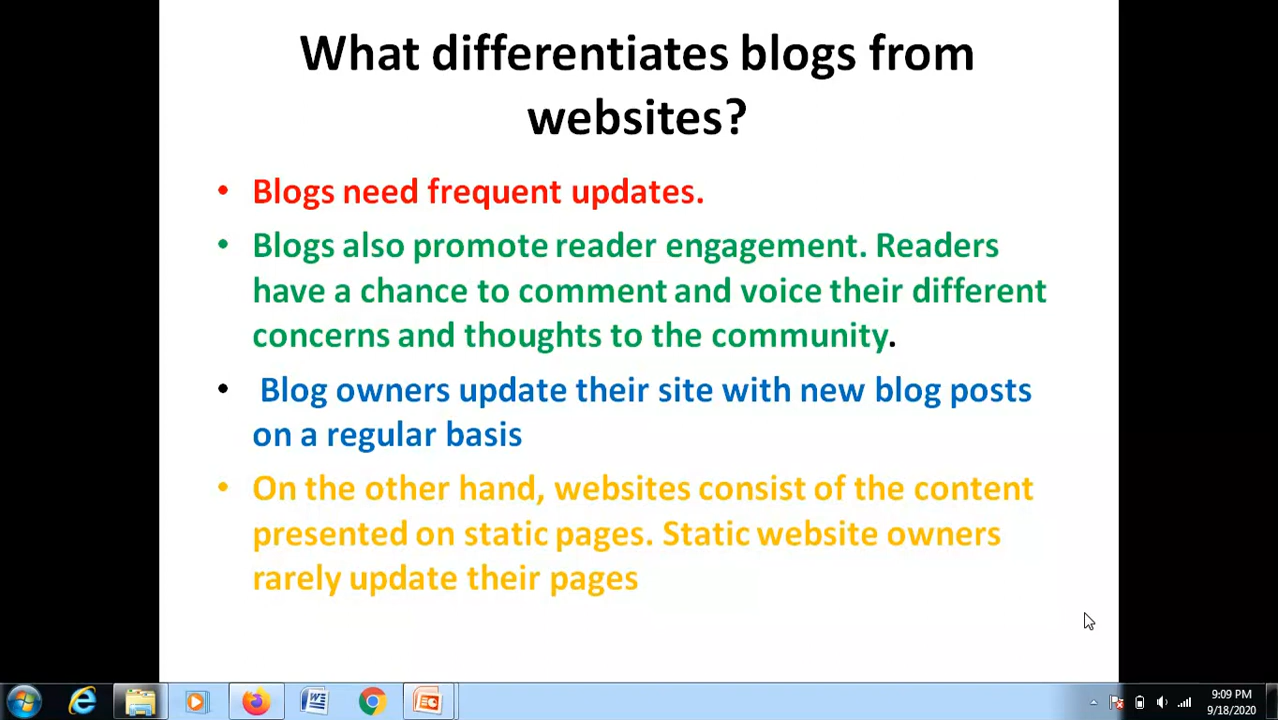 What differentiates blogs from
websites?
• Blogs need frequent updates.
• Blogs also promote reader engagement. Readers
have a chance to comment and voice their different
concerns and thoughts to the community.
• Blog owners update their site with new blog posts
on a regular basis
• On the other hand, websites consist of the content
presented on static pages. Static website owners
rarely update their pages
9:09 PM
9/18/2020